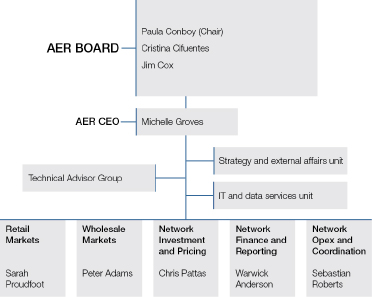 AER BOARD
Paula Conboy (Chair)
Cristina Cifuentes
Jim Cox
AER CEO
Michelle Groves
Strategy and external affairs unit
Technical Advisor Group
IT and data services unit
Retail
Markets
Sarah
Proudfoot
Wholesale
Markets
Peter Adams
Network
Investment
and Pricing
Chris Pattas
Network
Finance and
Reporting
Warwick
Anderson
Network
Opex and
Coordination
Sebastian
Roberts